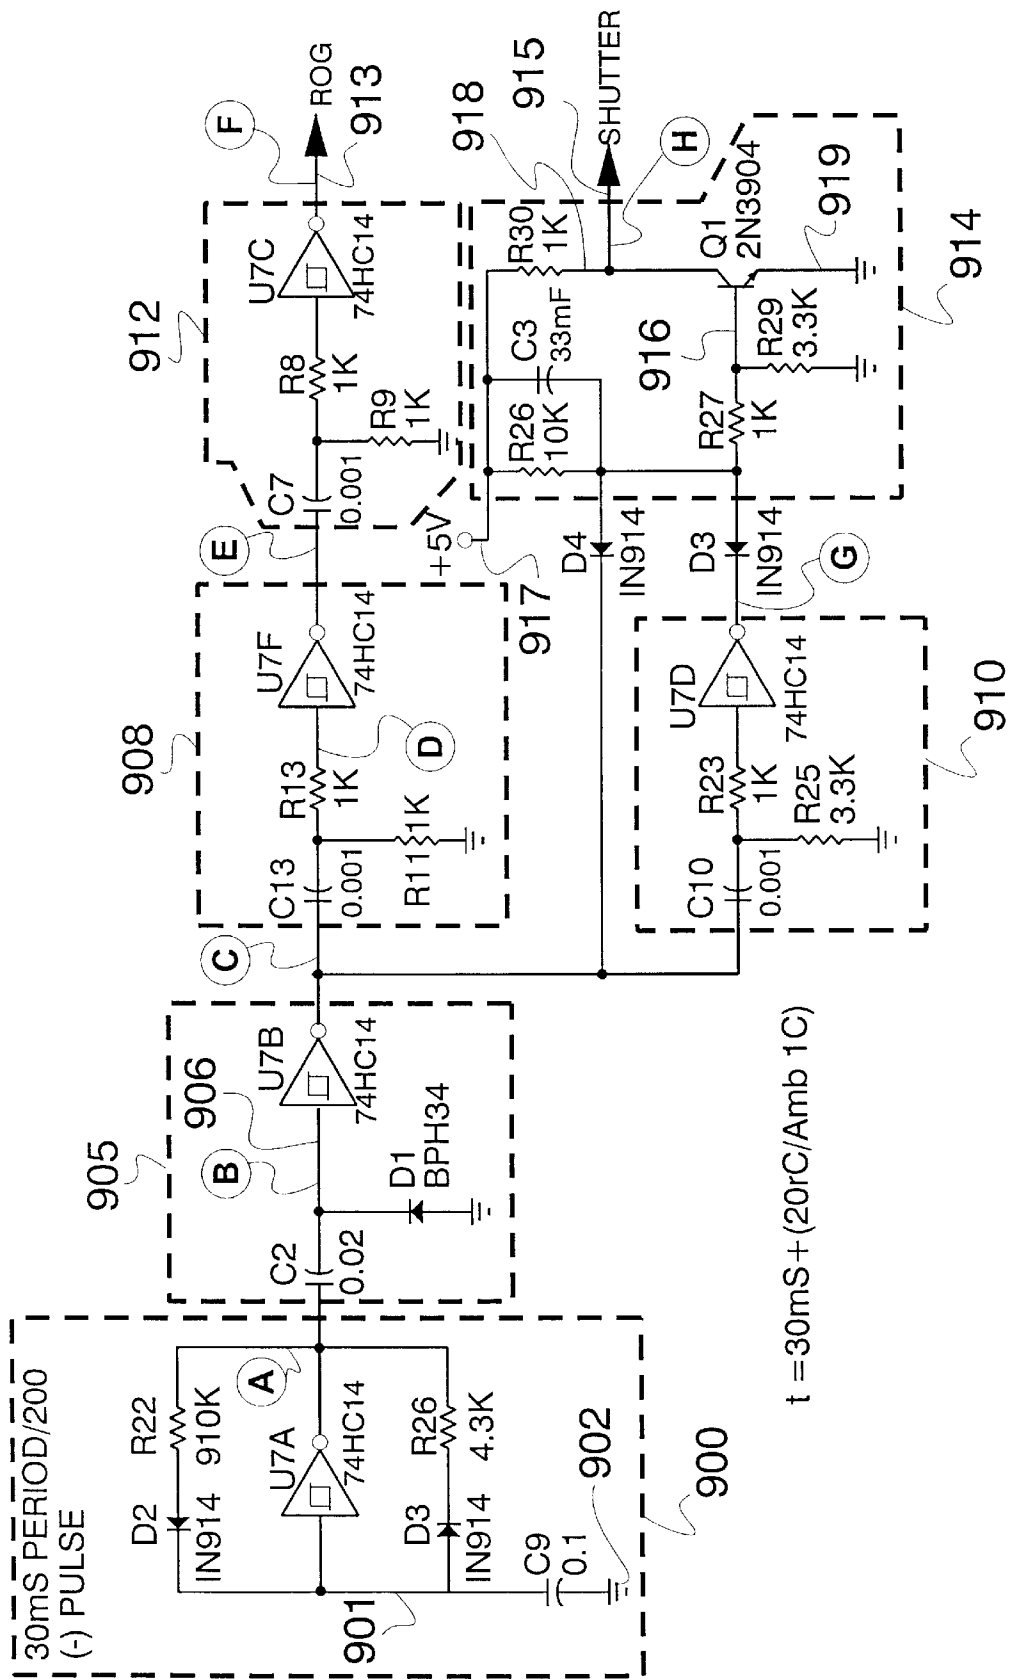 30mS PERIOD/200
(-) PULSE
D2
IN914
R22
910K
A
U7A
74HC14
D3
IN914
R26
4.3K
C9
0.1
901
902
900
905
C2
0.02
B
906
U7B
74HC14
D1
BPH34
C
908
C13
0.001
R13
1K
R11
1K
U7F
74HC14
D
E
912
C7
0.001
R8
1K
R9
1K
U7C
74HC14
F
ROG
913
+5V
917
D4
IN914
R26
10K
C3
33mF
R30
1K
918
915
SHUTTER
H
Q1
2N3904
916
R27
1K
R29
3.3K
919
914
D3
IN914
G
C10
0.001
R23
1K
R25
3.3K
U7D
74HC14
910
t =30mS+(20rC/Amb 1C)